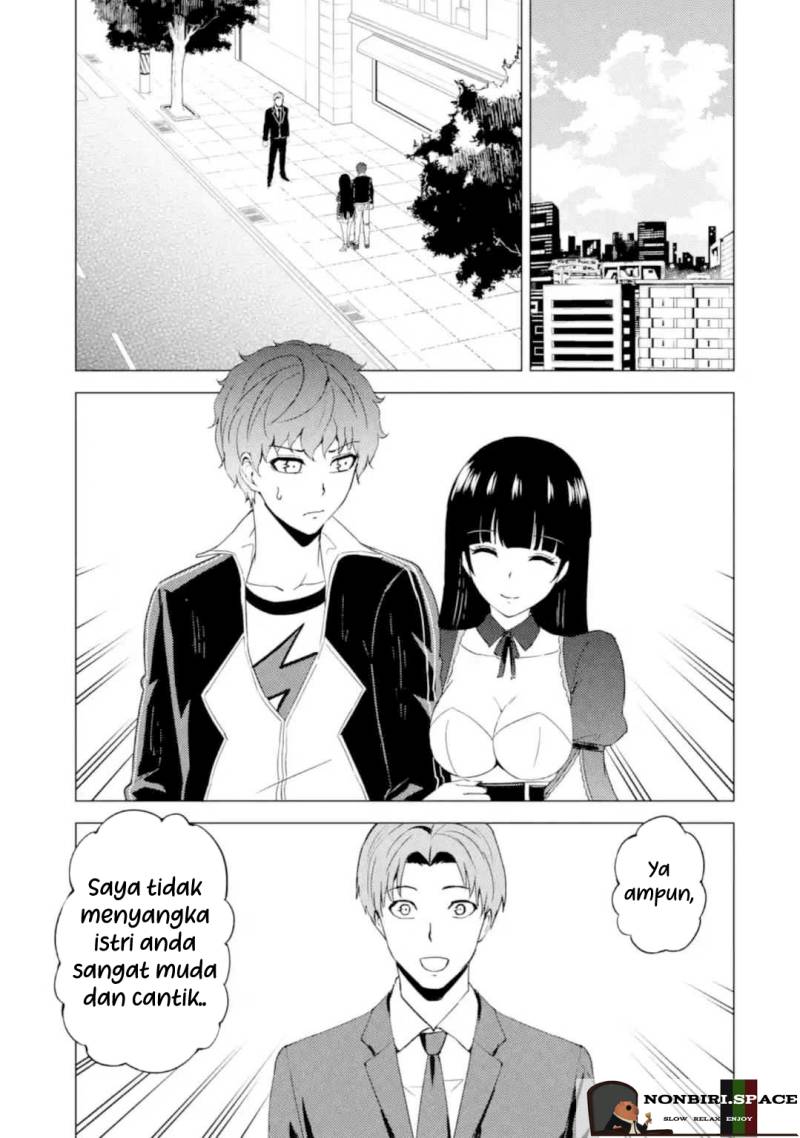 Ya
ampun,
Saya tidak
menyangka
istri anda
sangat muda
dan cantik..
NONBIRI.SPACE
SLOW RELAX ENJOY